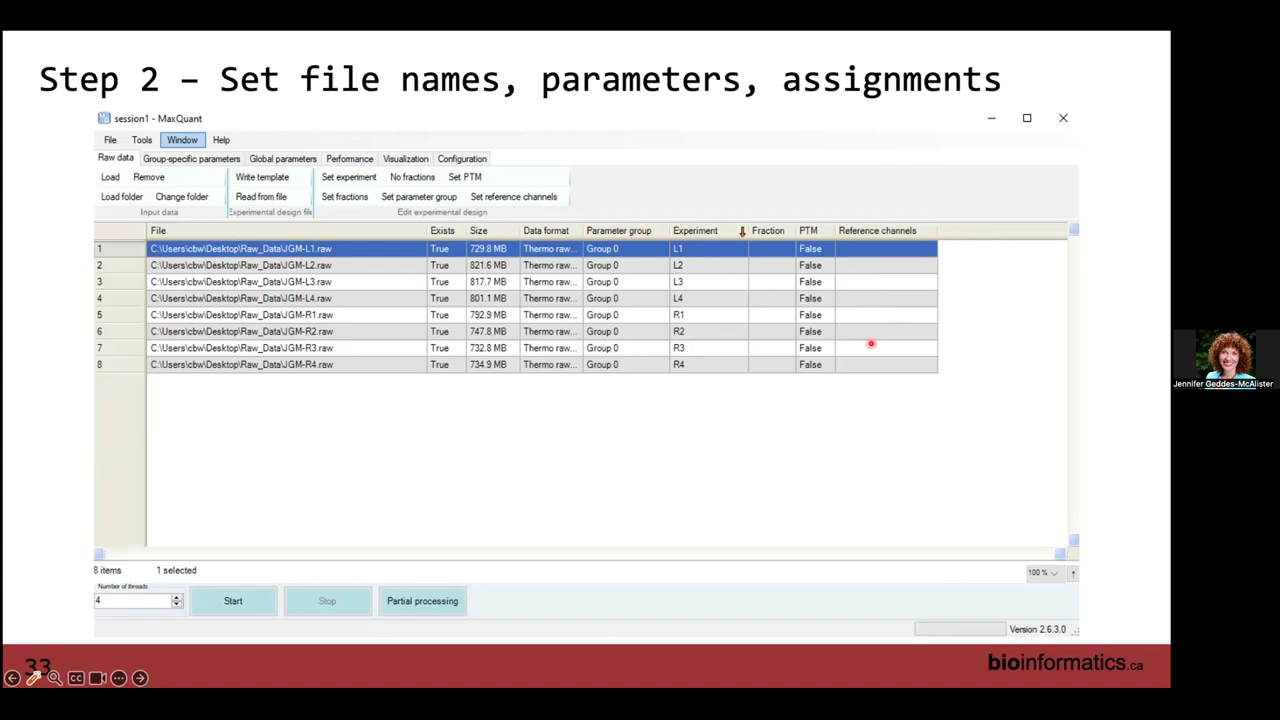 Step 2 – Set file names, parameters, assignments
session1 - MaxQuant
File Tools Window Help
Raw data Group-specific parameters Global parameters Performance Visualization Configuration
Load Remove Write template Set experiment No fractions Set PTM
Load folder Change folder Read from file Set fractions Set parameter group Set reference channels
Input data Experimental design file Edit experimental design
File Exists Size Data format Parameter group Experiment Fraction PTM Reference channels
1 C:\Users\cbw\Desktop\Raw_Data\JGM-L1.raw True 729.8 MB Thermo raw... Group 0 L1 False
2 C:\Users\cbw\Desktop\Raw_Data\JGM-L2.raw True 821.6 MB Thermo raw... Group 0 L2 False
3 C:\Users\cbw\Desktop\Raw_Data\JGM-L3.raw True 817.7 MB Thermo raw... Group 0 L3 False
4 C:\Users\cbw\Desktop\Raw_Data\JGM-L4.raw True 801.1 MB Thermo raw... Group 0 L4 False
5 C:\Users\cbw\Desktop\Raw_Data\JGM-R1.raw True 792.9 MB Thermo raw... Group 0 R1 False
6 C:\Users\cbw\Desktop\Raw_Data\JGM-R2.raw True 747.8 MB Thermo raw... Group 0 R2 False
7 C:\Users\cbw\Desktop\Raw_Data\JGM-R3.raw True 732.8 MB Thermo raw... Group 0 R3 False
8 C:\Users\cbw\Desktop\Raw_Data\JGM-R4.raw True 734.9 MB Thermo raw... Group 0 R4 False
Jennifer Geddes-McAlister
8 items 1 selected
100 %
Number of threads
4 Start Stop Partial processing
Version 2.6.3.0
33
bioinformatics.ca
CC